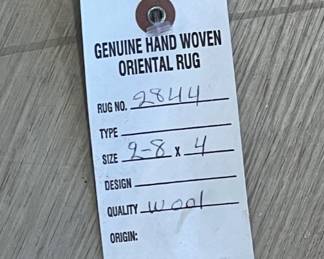 GENUINE HAND WOVEN
ORIENTAL RUG
RUG NO. 2844
TYPE
SIZE 2-8 x 4
DESIGN
QUALITY wool
ORIGIN: